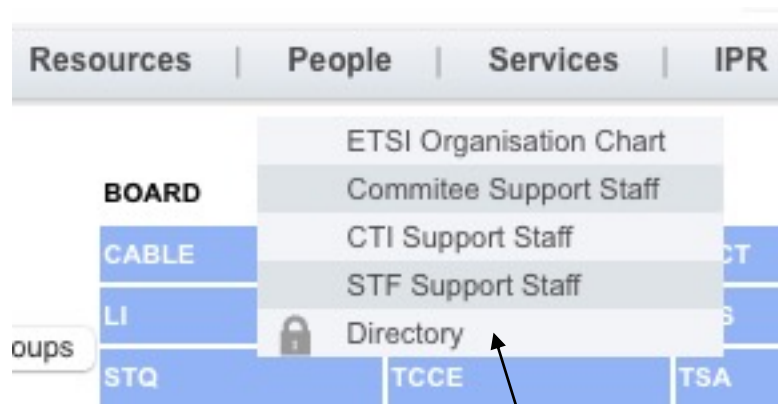 Resources | People | Services | IPR
ETSI Organisation Chart
BOARD
Commitee Support Staff
CABLE
CTI Support Staff
CT
STF Support Staff
LI
S
oups
Directory
STQ
TCCE
TSA